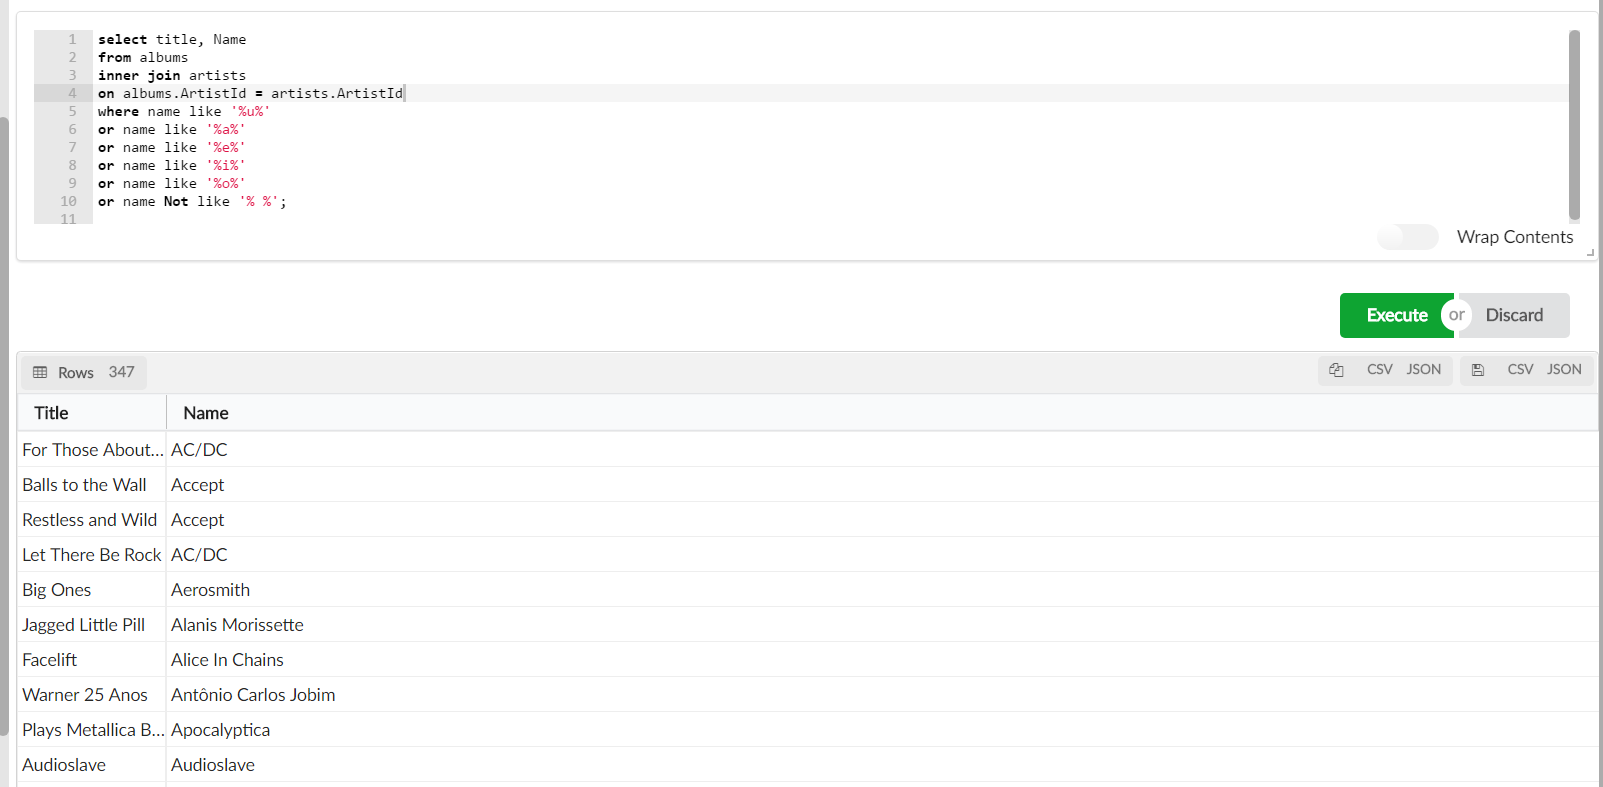 1 select title, Name
2 from albums
3 inner join artists
4 on albums.ArtistId = artists.ArtistId
5 where name like '%u%'
6 or name like '%a%'
7 or name like '%e%'
8 or name like '%i%'
9 or name like '%o%'
10 or name Not like '% %';
11
Wrap Contents
Execute or Discard
Rows 347 CSV JSON CSV JSON
Title Name
For Those About... AC/DC
Balls to the Wall Accept
Restless and Wild Accept
Let There Be Rock AC/DC
Big Ones Aerosmith
Jagged Little Pill Alanis Morissette
Facelift Alice In Chains
Warner 25 Anos Antônio Carlos Jobim
Plays Metallica B... Apocalyptica
Audioslave Audioslave